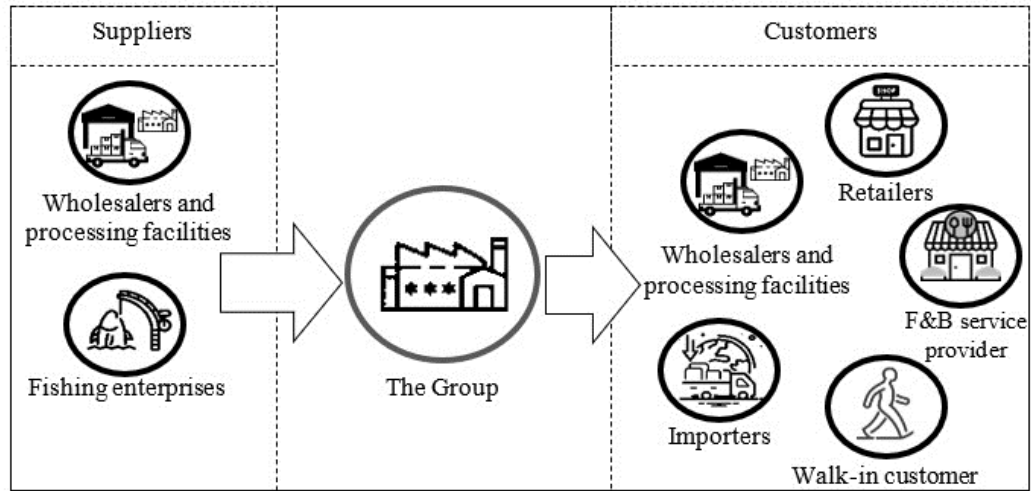 Suppliers
Customers
Wholesalers and
processing facilities
Fishing enterprises
The Group
SHOP
Retailers
Wholesalers and
processing facilities
F&B service
provider
Importers
Walk-in customer